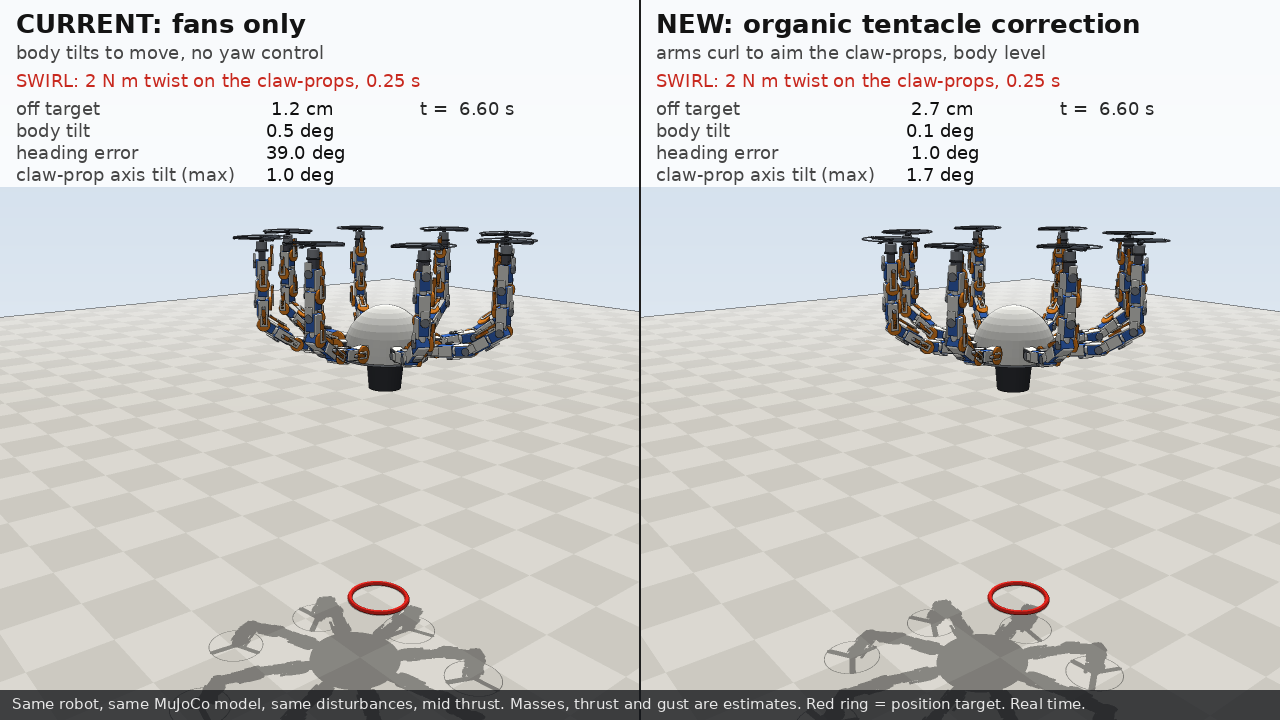 CURRENT: fans only
body tilts to move, no yaw control
SWIRL: 2 N m twist on the claw-props, 0.25 s
off target 1.2 cm t = 6.60 s
body tilt 0.5 deg
heading error 39.0 deg
claw-prop axis tilt (max) 1.0 deg
NEW: organic tentacle correction
arms curl to aim the claw-props, body level
SWIRL: 2 N m twist on the claw-props, 0.25 s
off target 2.7 cm t = 6.60 s
body tilt 0.1 deg
heading error 1.0 deg
claw-prop axis tilt (max) 1.7 deg
Same robot, same MuJoCo model, same disturbances, mid thrust. Masses, thrust and gust are estimates. Red ring = position target. Real time.